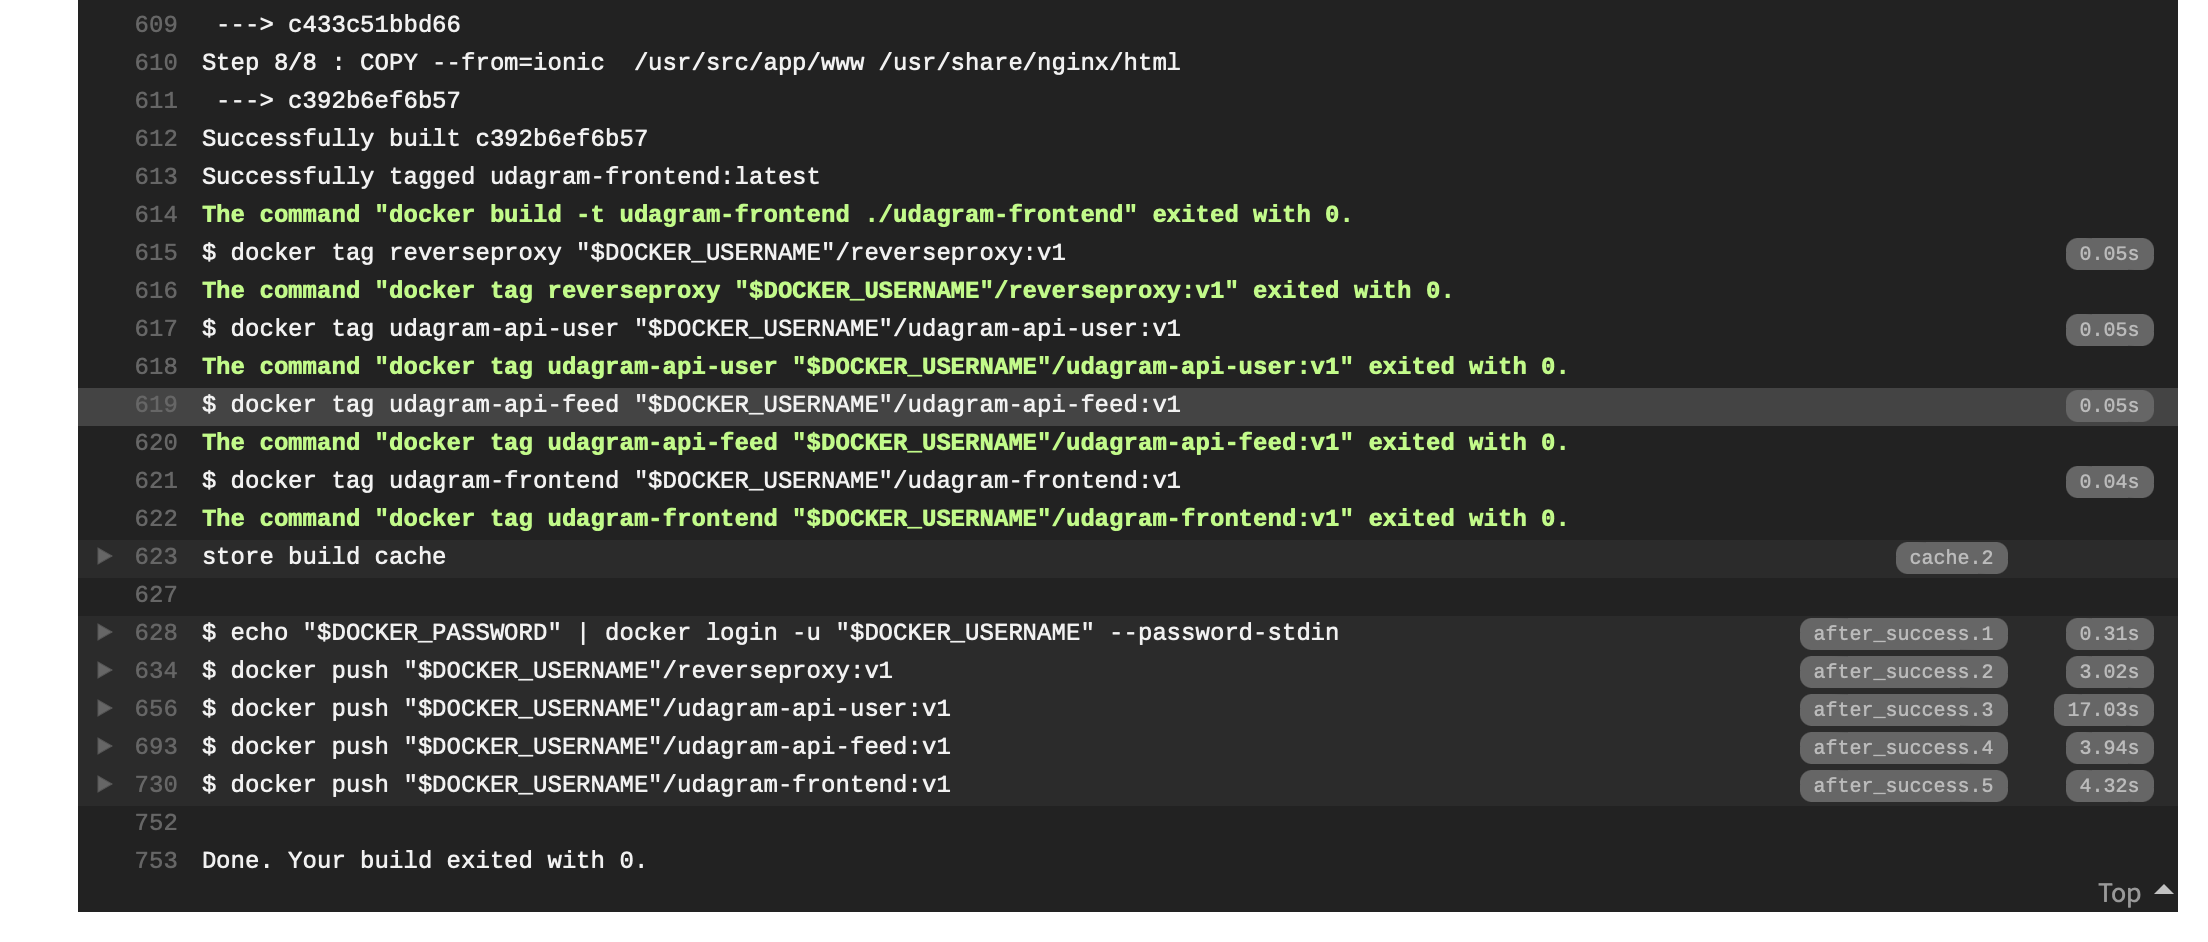 609 ---> c433c51bbd66
610 Step 8/8 : COPY --from=ionic  /usr/src/app/www /usr/share/nginx/html
611 ---> c392b6ef6b57
612 Successfully built c392b6ef6b57
613 Successfully tagged udagram-frontend:latest
614 The command "docker build -t udagram-frontend ./udagram-frontend" exited with 0.
615 $ docker tag reverseproxy "$DOCKER_USERNAME"/reverseproxy:v1 0.05s
616 The command "docker tag reverseproxy "$DOCKER_USERNAME"/reverseproxy:v1" exited with 0.
617 $ docker tag udagram-api-user "$DOCKER_USERNAME"/udagram-api-user:v1 0.05s
618 The command "docker tag udagram-api-user "$DOCKER_USERNAME"/udagram-api-user:v1" exited with 0.
619 $ docker tag udagram-api-feed "$DOCKER_USERNAME"/udagram-api-feed:v1 0.05s
620 The command "docker tag udagram-api-feed "$DOCKER_USERNAME"/udagram-api-feed:v1" exited with 0.
621 $ docker tag udagram-frontend "$DOCKER_USERNAME"/udagram-frontend:v1 0.04s
622 The command "docker tag udagram-frontend "$DOCKER_USERNAME"/udagram-frontend:v1" exited with 0.
623 store build cache cache.2
627
628 $ echo "$DOCKER_PASSWORD" | docker login -u "$DOCKER_USERNAME" --password-stdin after_success.1 0.31s
634 $ docker push "$DOCKER_USERNAME"/reverseproxy:v1 after_success.2 3.02s
656 $ docker push "$DOCKER_USERNAME"/udagram-api-user:v1 after_success.3 17.03s
693 $ docker push "$DOCKER_USERNAME"/udagram-api-feed:v1 after_success.4 3.94s
730 $ docker push "$DOCKER_USERNAME"/udagram-frontend:v1 after_success.5 4.32s
752
753 Done. Your build exited with 0.
Top